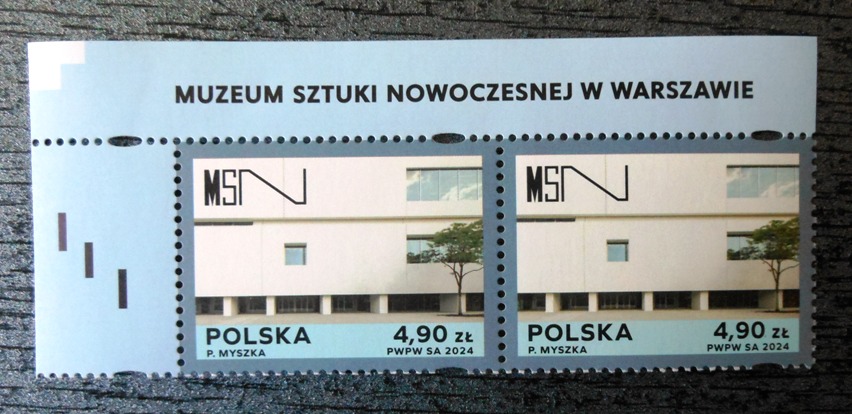 MUZEUM SZTUKI NOWOCZESNEJ W WARSZAWIE
MSN
POLSKA 4,90 ZŁ
P. MYSZKA PWPW SA 2024
MSN
POLSKA 4,90 ZŁ
P. MYSZKA PWPW SA 2024